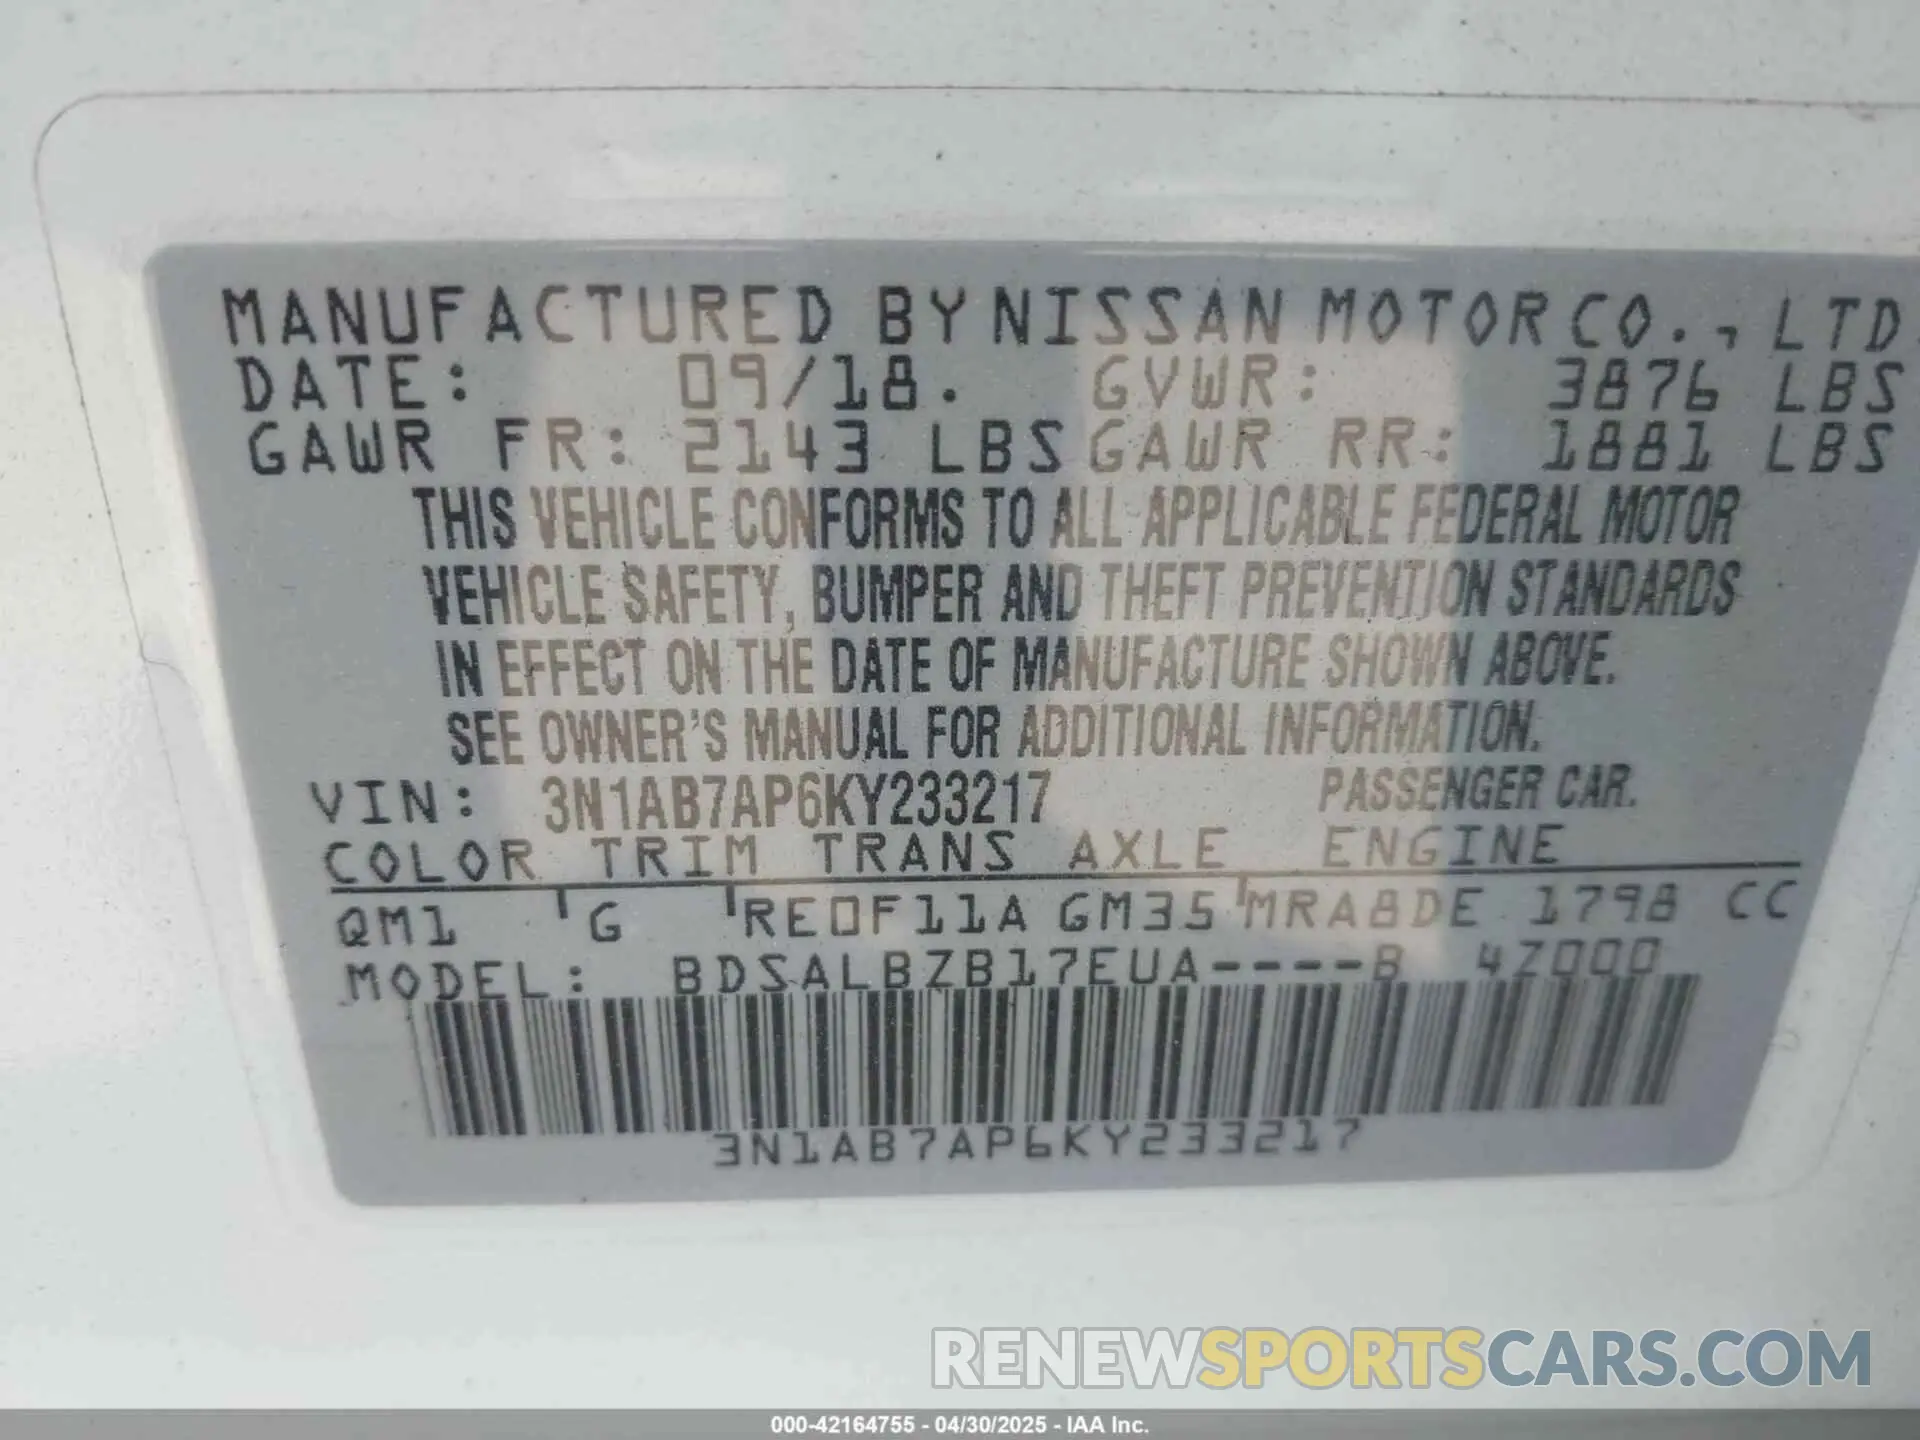 MANUFACTURED BY NISSAN MOTOR CO., LTD.
DATE: 09/18. GVWR: 3876 LBS
GAWR FR: 2143 LBS GAWR RR: 1881 LBS
THIS VEHICLE CONFORMS TO ALL APPLICABLE FEDERAL MOTOR
VEHICLE SAFETY, BUMPER AND THEFT PREVENTION STANDARDS
IN EFFECT ON THE DATE OF MANUFACTURE SHOWN ABOVE.
SEE OWNER'S MANUAL FOR ADDITIONAL INFORMATION.
VIN: 3N1AB7AP6KY233217 PASSENGER CAR.
COLOR TRIM TRANS AXLE ENGINE
QM1 G RE0F11A GM35 MRA8DE 1798 CC
MODEL: BDSALBZB17EUA----B 4Z000
3N1AB7AP6KY233217
RENEWSPORTSCARS.COM
000-42164755 - 04/30/2025 - IAA Inc.